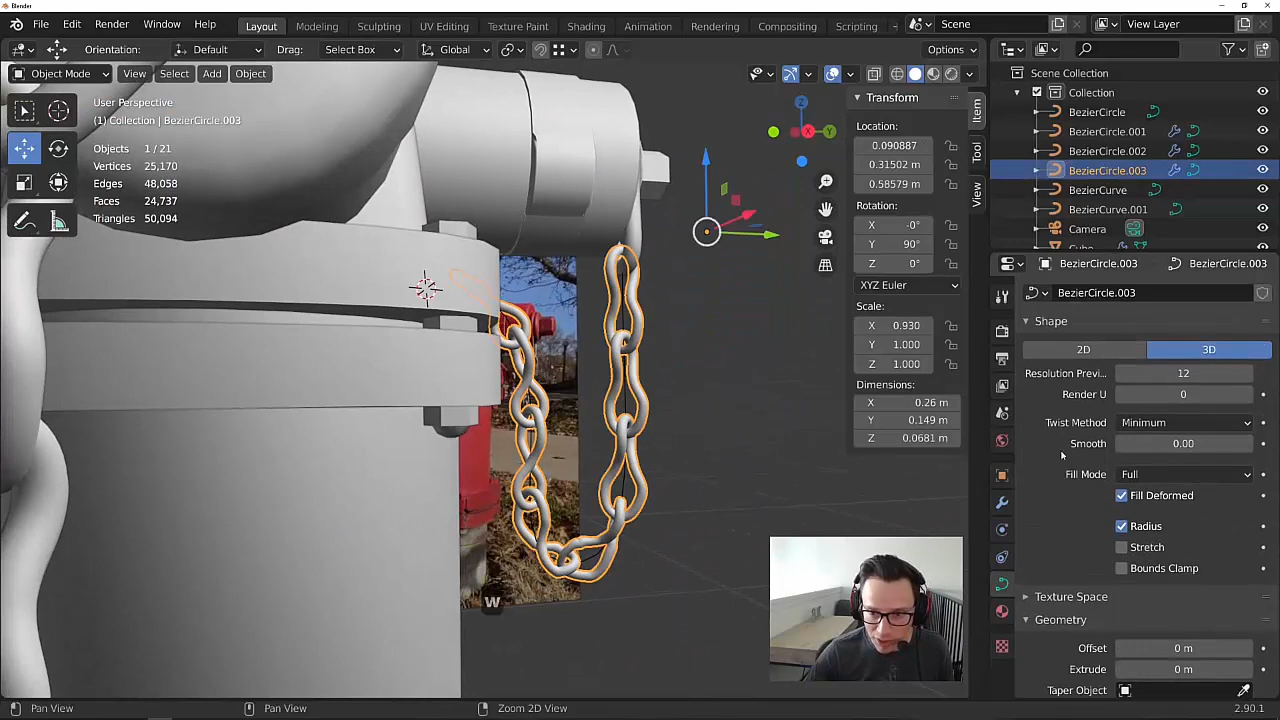 Blender
File Edit Render Window Help Layout Modeling Sculpting UV Editing Texture Paint Shading Animation Rendering Compositing Scripting Scene View Layer
Orientation: Default Drag: Select Box Global Options
Object Mode View Select Add Object
User Perspective
(1) Collection | BezierCircle.003
Objects 1 / 21
Vertices 25,170
Edges 48,058
Faces 24,737
Triangles 50,094
X Y Z
Transform
Location:
0.090887
0.31502
0.58579
Rotation:
X -0°
Y 90°
Z 0°
XYZ Euler
Scale:
X 0.930
Y 1.000
Z 1.000
Dimensions:
X 0.26 m
Y 0.149 m
Z 0.0681 m
Item
Tool
View
Scene Collection
Collection
BezierCircle
BezierCircle.001
BezierCircle.002
BezierCircle.003
BezierCurve
BezierCurve.001
Camera
Cube
BezierCircle.003 BezierCircle.003
BezierCircle.003
Shape
2D 3D
Resolution Previ... 12
Render U 0
Twist Method Minimum
Smooth 0.00
Fill Mode Full
Fill Deformed
Radius
Stretch
Bounds Clamp
Texture Space
Geometry
Offset 0 m
Extrude 0 m
Taper Object
W
Pan View Pan View Zoom 2D View 2.90.1